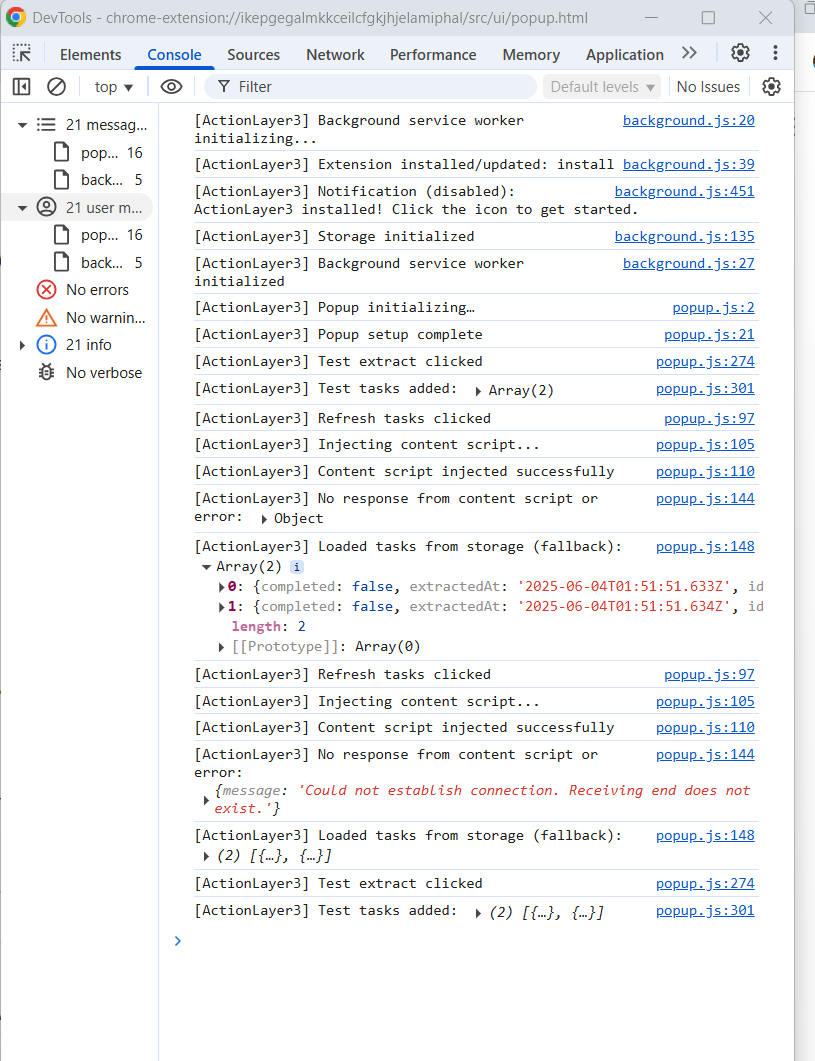 DevTools - chrome-extension://ikepgegalmkkceilcfgkjhjelamiphal/src/ui/popup.html
Elements Console Sources Network Performance Memory Application
top Filter Default levels No Issues
21 messag...
pop... 16
back... 5
21 user m...
pop... 16
back... 5
No errors
No warnin...
21 info
No verbose
[ActionLayer3] Background service worker background.js:20
initializing...
[ActionLayer3] Extension installed/updated: install background.js:39
[ActionLayer3] Notification (disabled): background.js:451
ActionLayer3 installed! Click the icon to get started.
[ActionLayer3] Storage initialized background.js:135
[ActionLayer3] Background service worker background.js:27
initialized
[ActionLayer3] Popup initializing… popup.js:2
[ActionLayer3] Popup setup complete popup.js:21
[ActionLayer3] Test extract clicked popup.js:274
[ActionLayer3] Test tasks added: Array(2) popup.js:301
[ActionLayer3] Refresh tasks clicked popup.js:97
[ActionLayer3] Injecting content script... popup.js:105
[ActionLayer3] Content script injected successfully popup.js:110
[ActionLayer3] No response from content script or popup.js:144
error: Object
[ActionLayer3] Loaded tasks from storage (fallback): popup.js:148
Array(2) i
0: {completed: false, extractedAt: '2025-06-04T01:51:51.633Z', id
1: {completed: false, extractedAt: '2025-06-04T01:51:51.634Z', id
length: 2
[[Prototype]]: Array(0)
[ActionLayer3] Refresh tasks clicked popup.js:97
[ActionLayer3] Injecting content script... popup.js:105
[ActionLayer3] Content script injected successfully popup.js:110
[ActionLayer3] No response from content script or popup.js:144
error:
{message: 'Could not establish connection. Receiving end does not
exist.'}
[ActionLayer3] Loaded tasks from storage (fallback): popup.js:148
(2) [{…}, {…}]
[ActionLayer3] Test extract clicked popup.js:274
[ActionLayer3] Test tasks added: (2) [{…}, {…}] popup.js:301